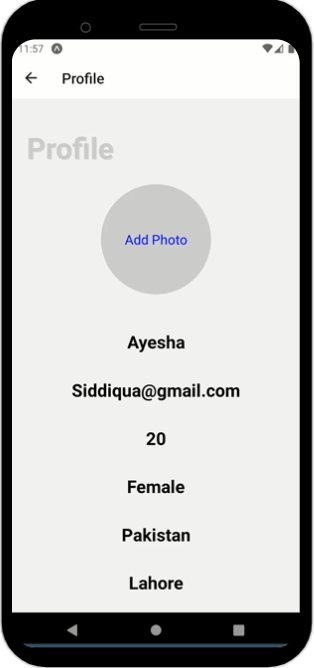 11:57
Profile
Profile
Add Photo
Ayesha
Siddiqua@gmail.com
20
Female
Pakistan
Lahore